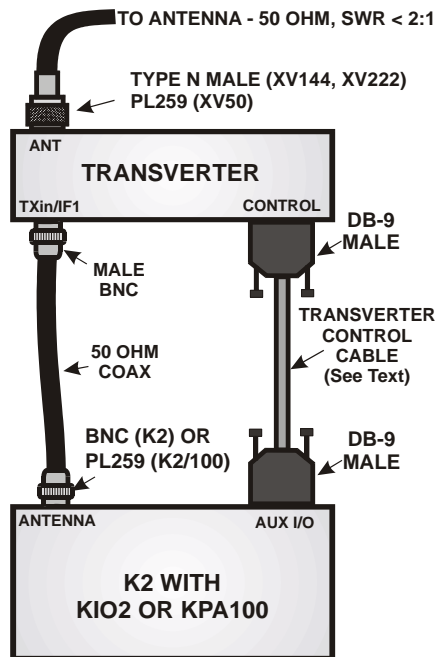 TO ANTENNA - 50 OHM, SWR < 2:1
TYPE N MALE (XV144, XV222)
PL259 (XV50)
ANT
TRANSVERTER
TXin/IF1
CONTROL
DB-9
MALE
MALE
BNC
TRANSVERTER
CONTROL
CABLE
(See Text)
50 OHM
COAX
BNC (K2) OR
PL259 (K2/100)
DB-9
MALE
ANTENNA
AUX I/O
K2 WITH
KIO2 OR KPA100